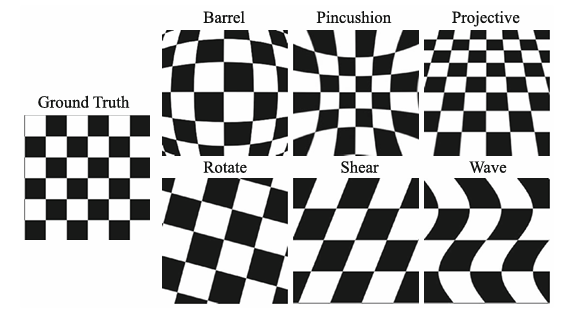 Barrel
Pincushion
Projective
Ground Truth
Rotate
Shear
Wave